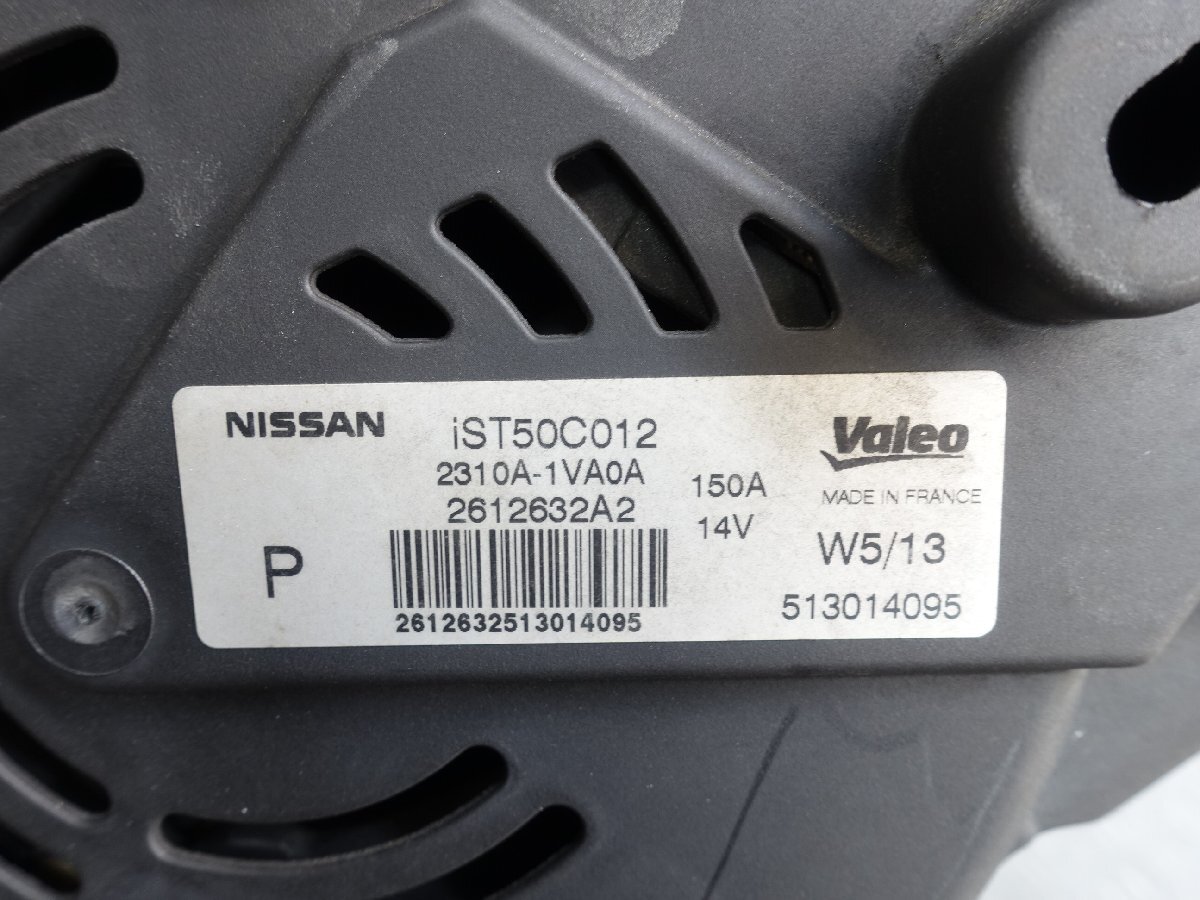 NISSAN
iST50C012
2310A-1VA0A
2612632A2
150A
14V
Valeo
MADE IN FRANCE
P
W5/13
2612632513014095
513014095